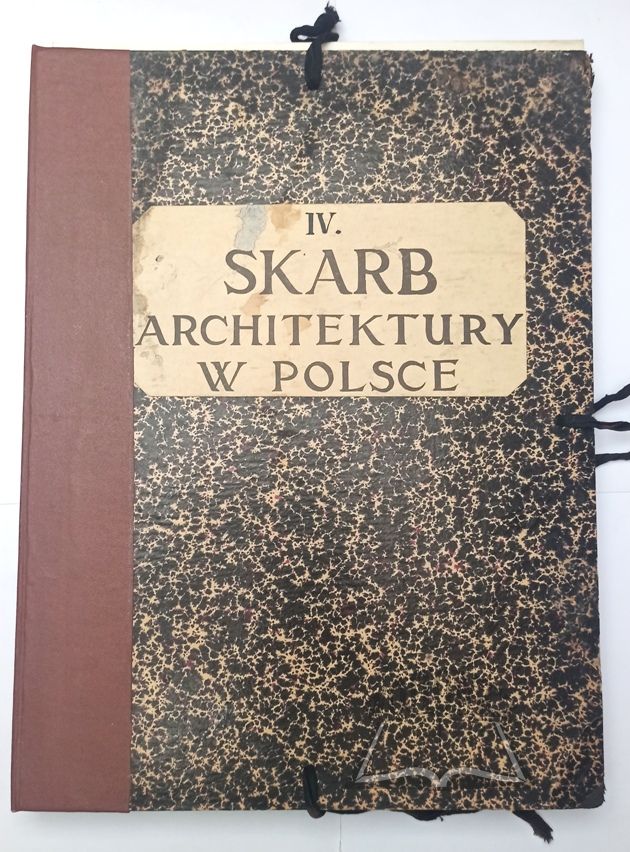 IV.
SKARB
ARCHITEKTURY
W POLSCE